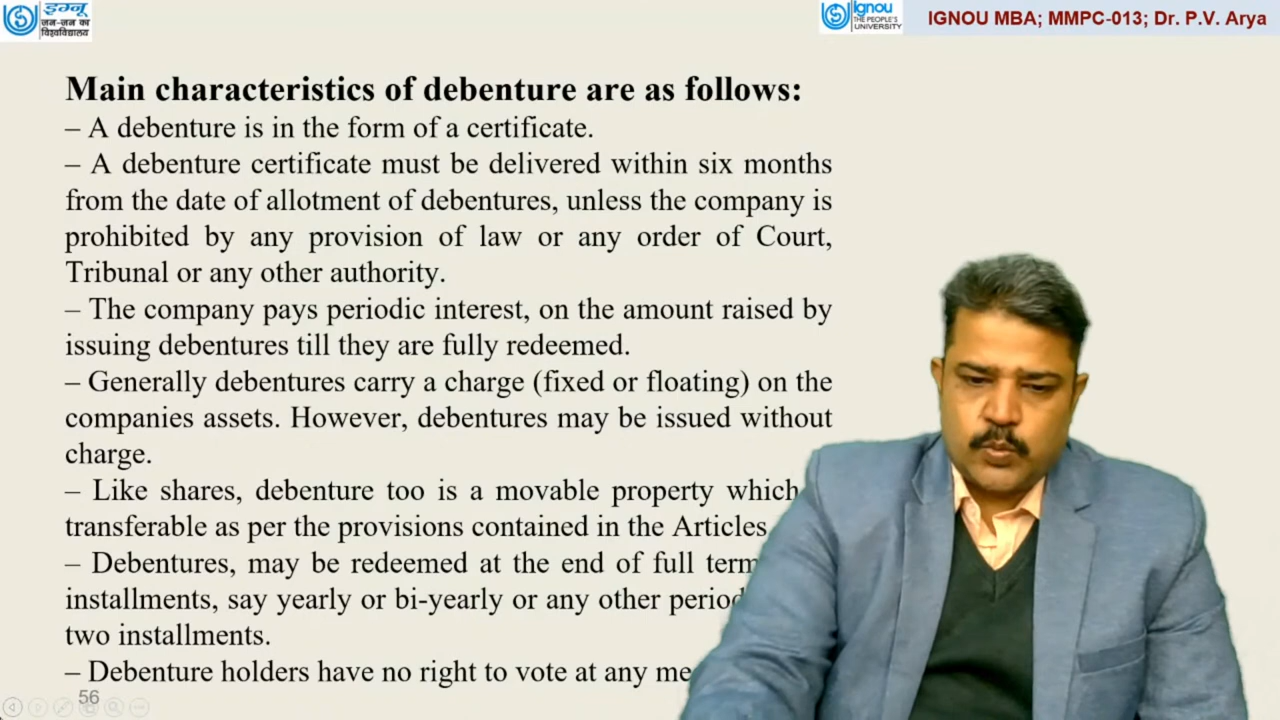 इग्नू
जन-जन का
विश्वविद्यालय
ignou
THE PEOPLE'S
UNIVERSITY
IGNOU MBA; MMPC-013; Dr. P.V. Arya
Main characteristics of debenture are as follows:
– A debenture is in the form of a certificate.
– A debenture certificate must be delivered within six months
from the date of allotment of debentures, unless the company is
prohibited by any provision of law or any order of Court,
Tribunal or any other authority.
– The company pays periodic interest, on the amount raised by
issuing debentures till they are fully redeemed.
– Generally debentures carry a charge (fixed or floating) on the
companies assets. However, debentures may be issued without
charge.
– Like shares, debenture too is a movable property which
transferable as per the provisions contained in the Articles
– Debentures, may be redeemed at the end of full term
installments, say yearly or bi-yearly or any other period
two installments.
– Debenture holders have no right to vote at any
56